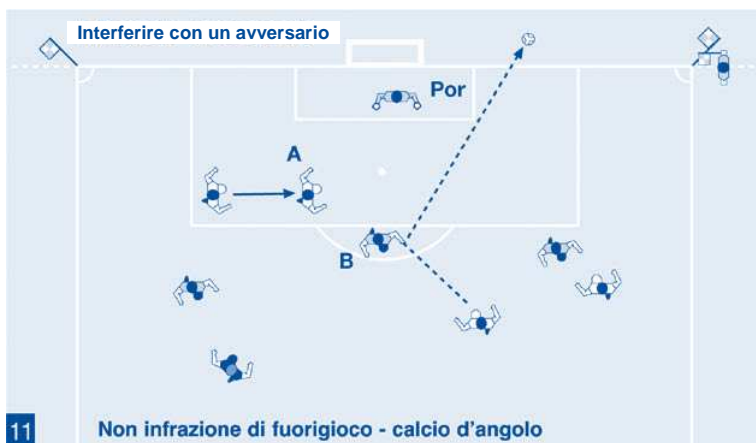 Interferire con un avversario
Por
A
B
11 Non infrazione di fuorigioco - calcio d'angolo